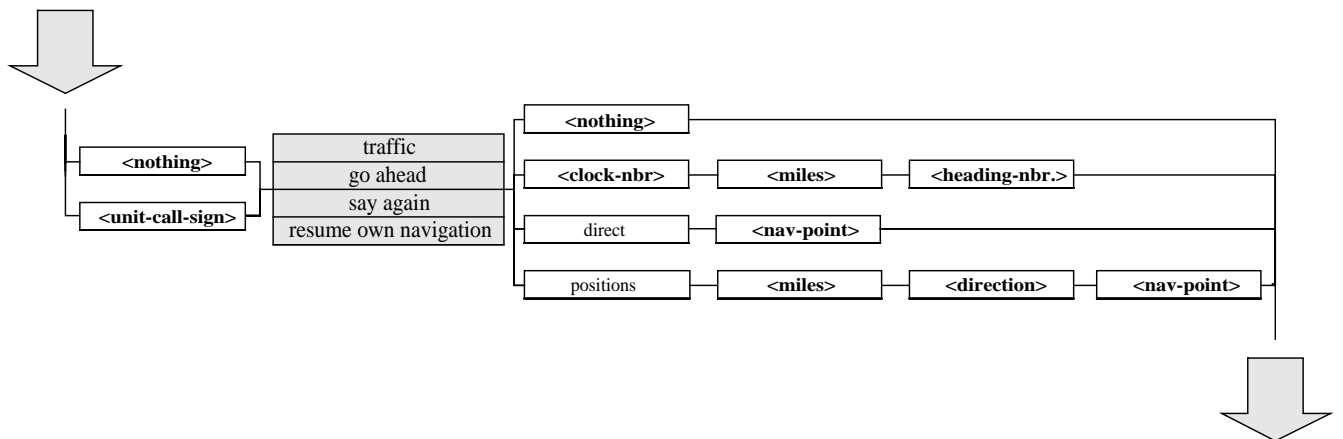 <nothing>
<unit-call-sign>
traffic
go ahead
say again
resume own navigation
<nothing>
<clock-nbr> <miles> <heading-nbr.>
direct <nav-point>
positions <miles> <direction> <nav-point>